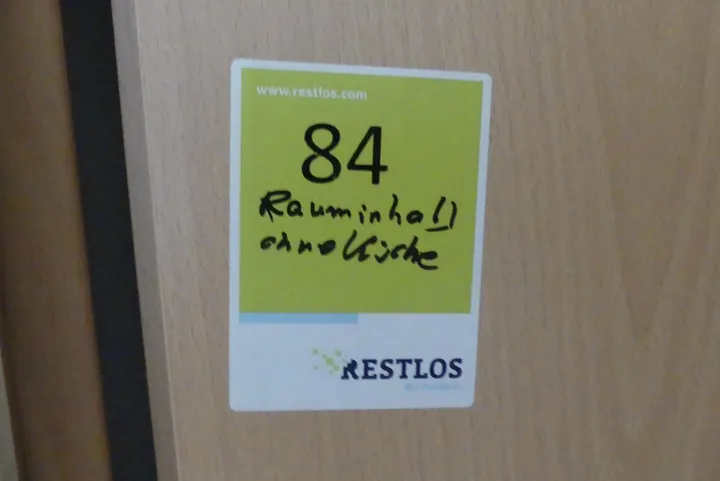 www.restlos.com
84
Rauminhalt
ohne Küche
RESTLOS